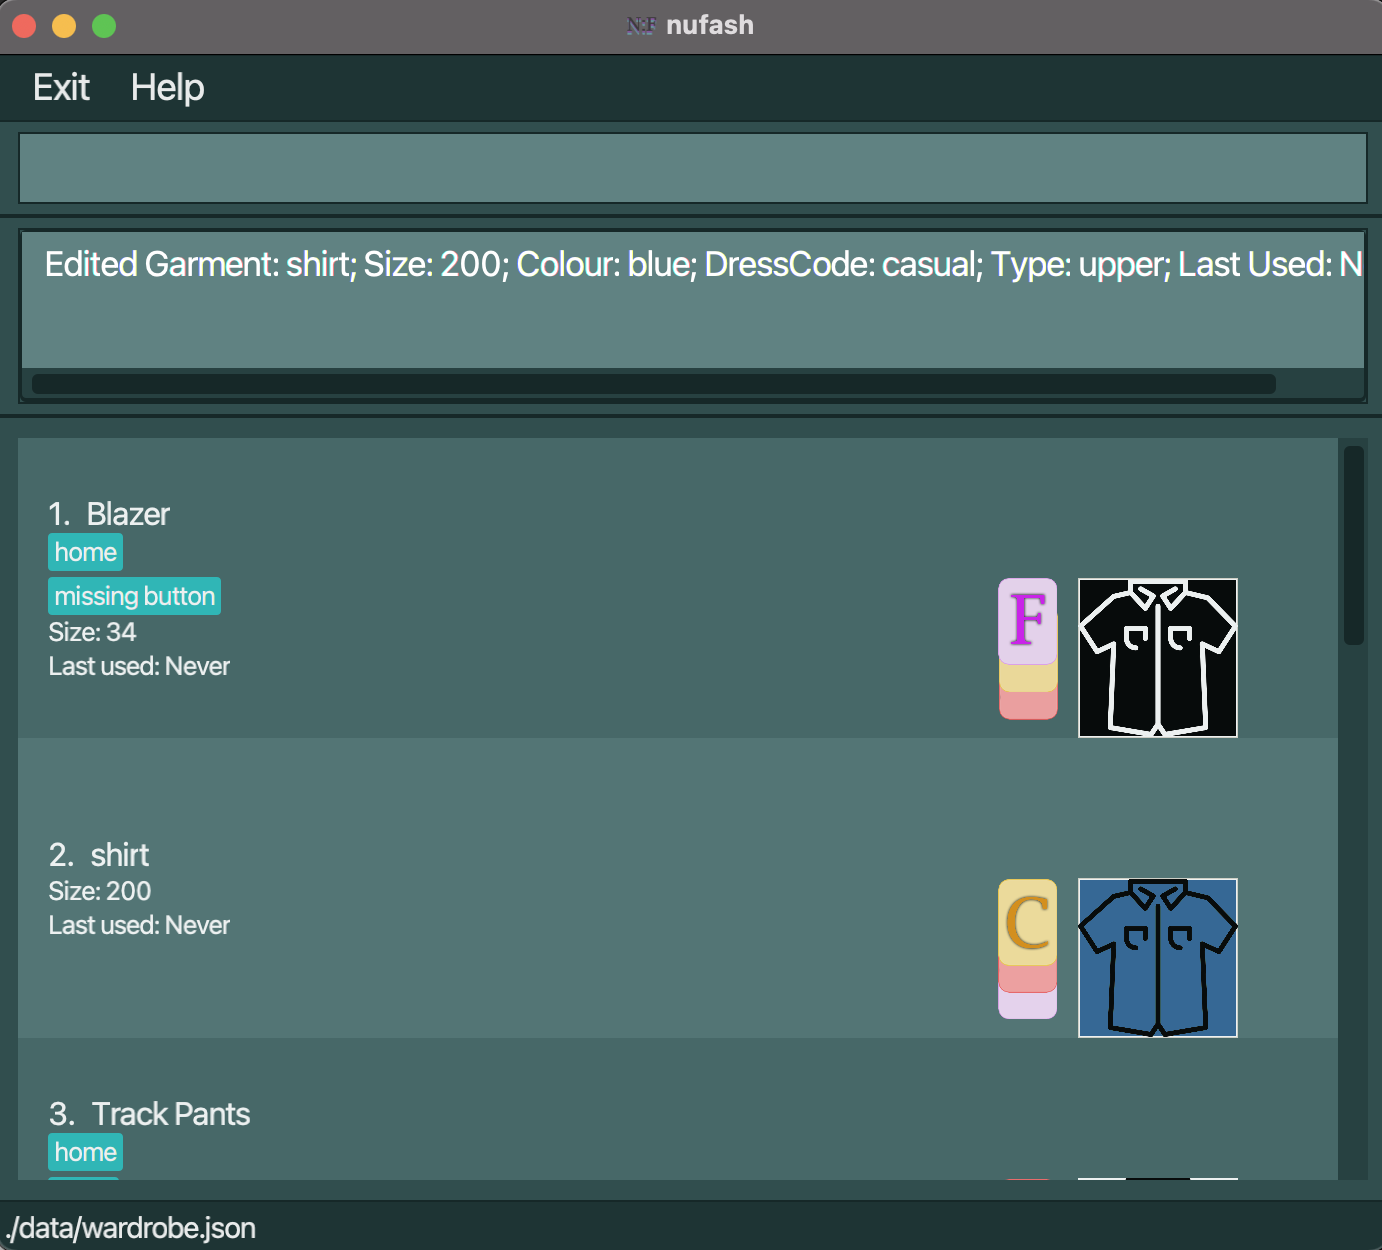 N:F nufash
Exit Help
Edited Garment: shirt; Size: 200; Colour: blue; DressCode: casual; Type: upper; Last Used: N
1. Blazer
home
missing button
Size: 34
Last used: Never
F
2. shirt
Size: 200
Last used: Never
C
3. Track Pants
home
./data/wardrobe.json